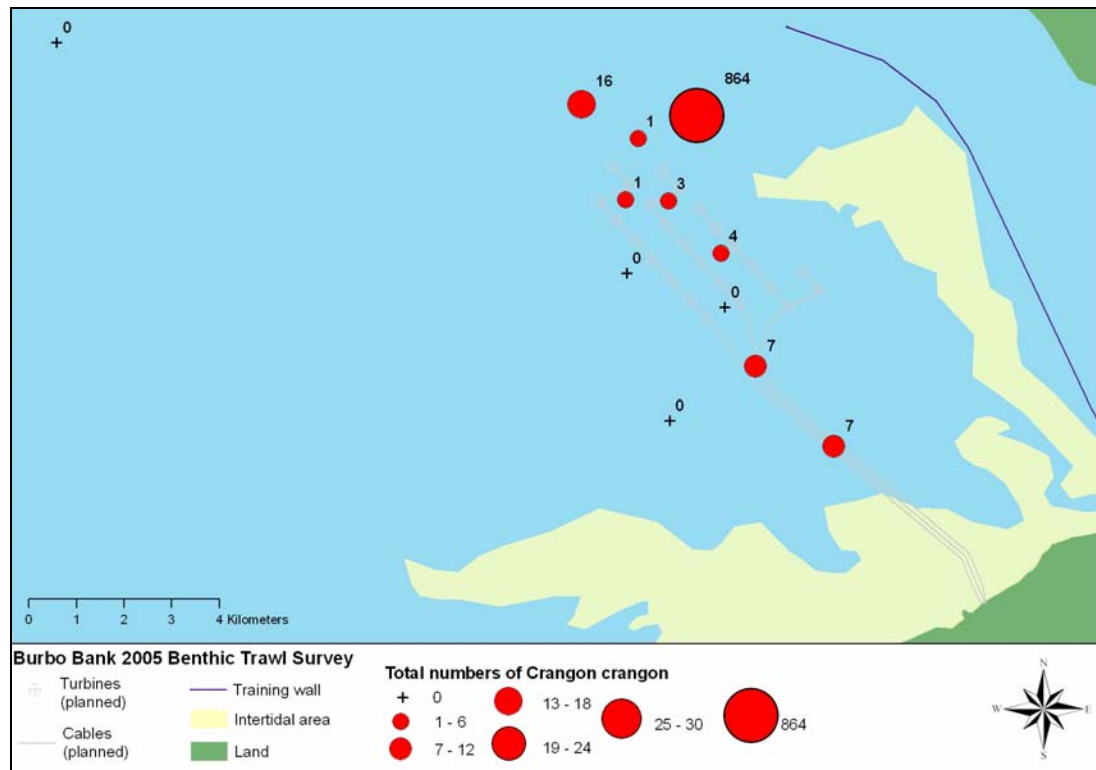 0
16
864
1
1
3
4
0
0
7
0
7
0 1 2 3 4 Kilometers
Burbo Bank 2005 Benthic Trawl Survey
Turbines
(planned)
Cables
(planned)
Training wall
Intertidal area
Land
Total numbers of Crangon crangon
0
1 - 6
7 - 12
13 - 18
19 - 24
25 - 30
864
N
W
E
S